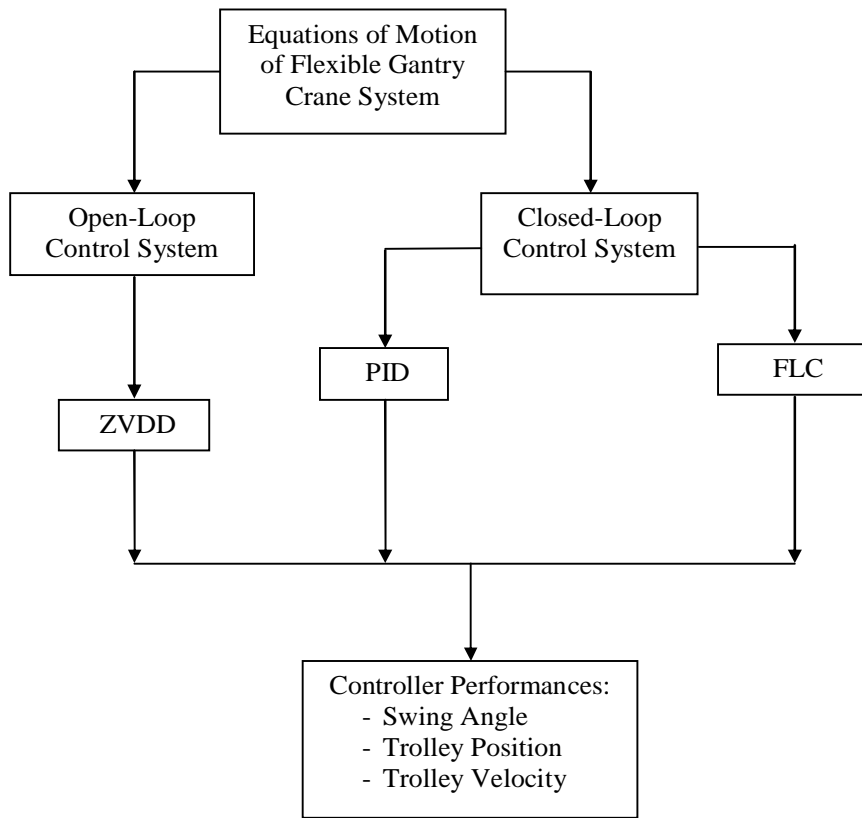 Equations of Motion
of Flexible Gantry
Crane System
Open-Loop
Control System
Closed-Loop
Control System
PID
FLC
ZVDD
Controller Performances:
- Swing Angle
- Trolley Position
- Trolley Velocity